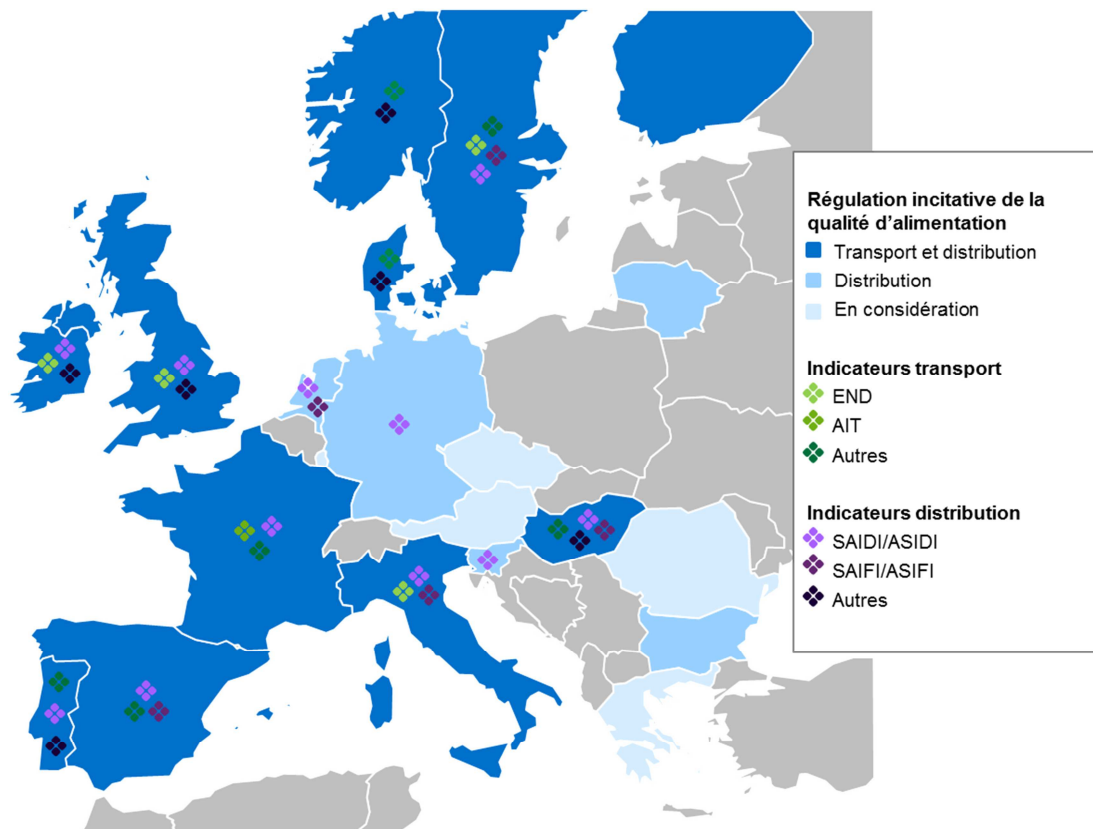 Régulation incitative de la
qualité d'alimentation
Transport et distribution
Distribution
En considération
Indicateurs transport
END
AIT
Autres
Indicateurs distribution
SAIDI/ASIDI
SAIFI/ASIFI
Autres